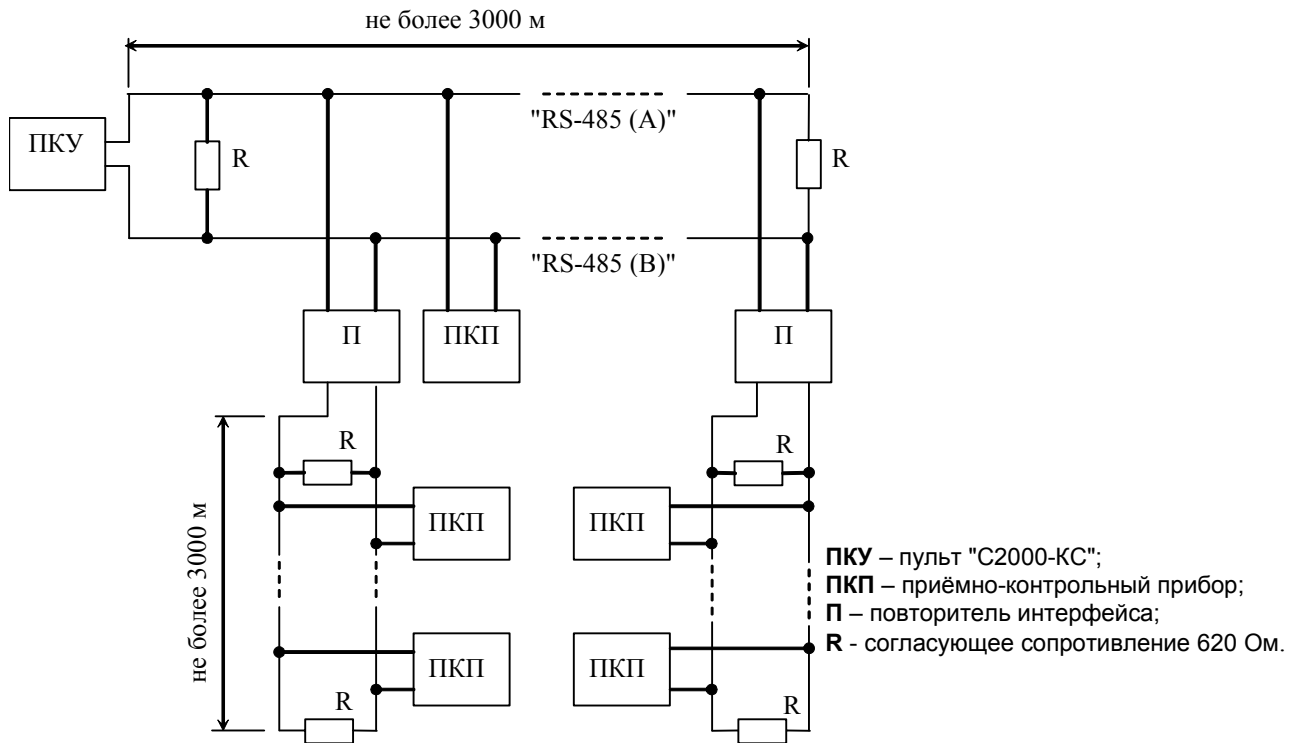 не более 3000 м
"RS-485 (A)"
ПКУ
R
R
"RS-485 (B)"
П
ПКП
П
не более 3000 м
R
R
ПКП
ПКП
ПКУ – пульт "С2000-КС";
ПКП – приёмно-контрольный прибор;
П – повторитель интерфейса;
R - согласующее сопротивление 620 Ом.
ПКП
ПКП
R
R